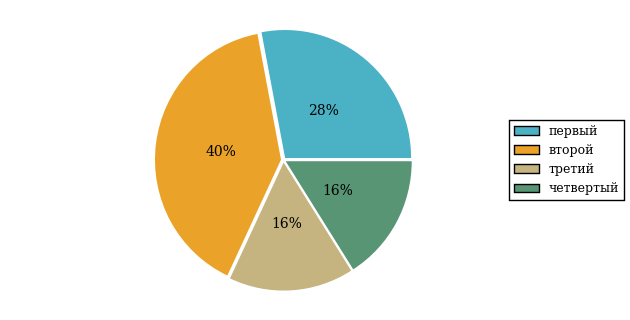 28%
40%
16%
16%
первый
второй
третий
четвертый